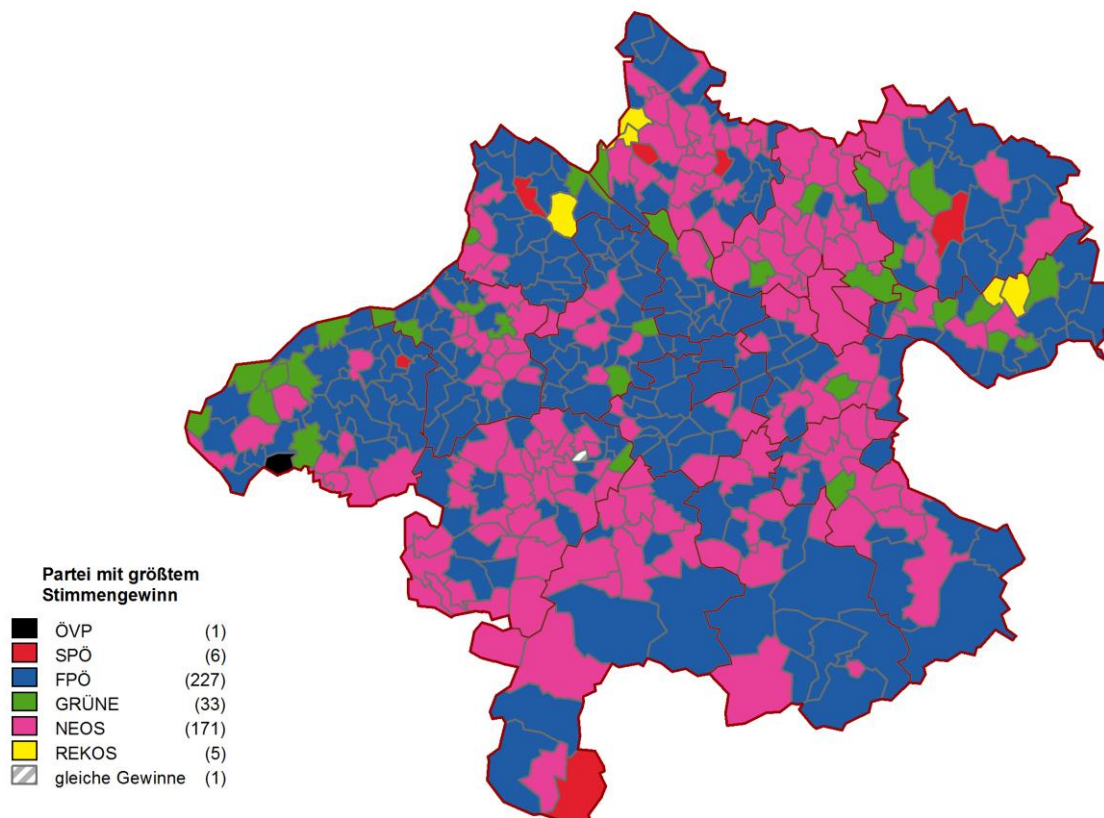 Partei mit größtem
Stimmengewinn
ÖVP (1)
SPÖ (6)
FPÖ (227)
GRÜNE (33)
NEOS (171)
REKOS (5)
gleiche Gewinne (1)